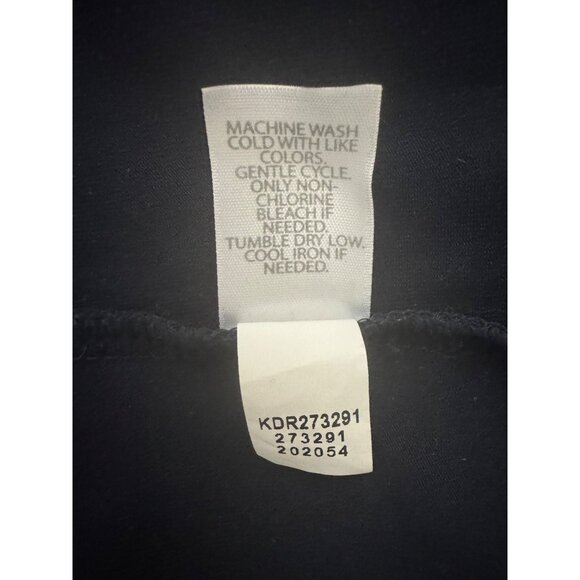 MACHINE WASH
COLD WITH LIKE
COLORS.
GENTLE CYCLE.
ONLY NON-
CHLORINE
BLEACH IF
NEEDED.
TUMBLE DRY LOW.
COOL IRON IF
NEEDED.
KDR273291
273291
202054